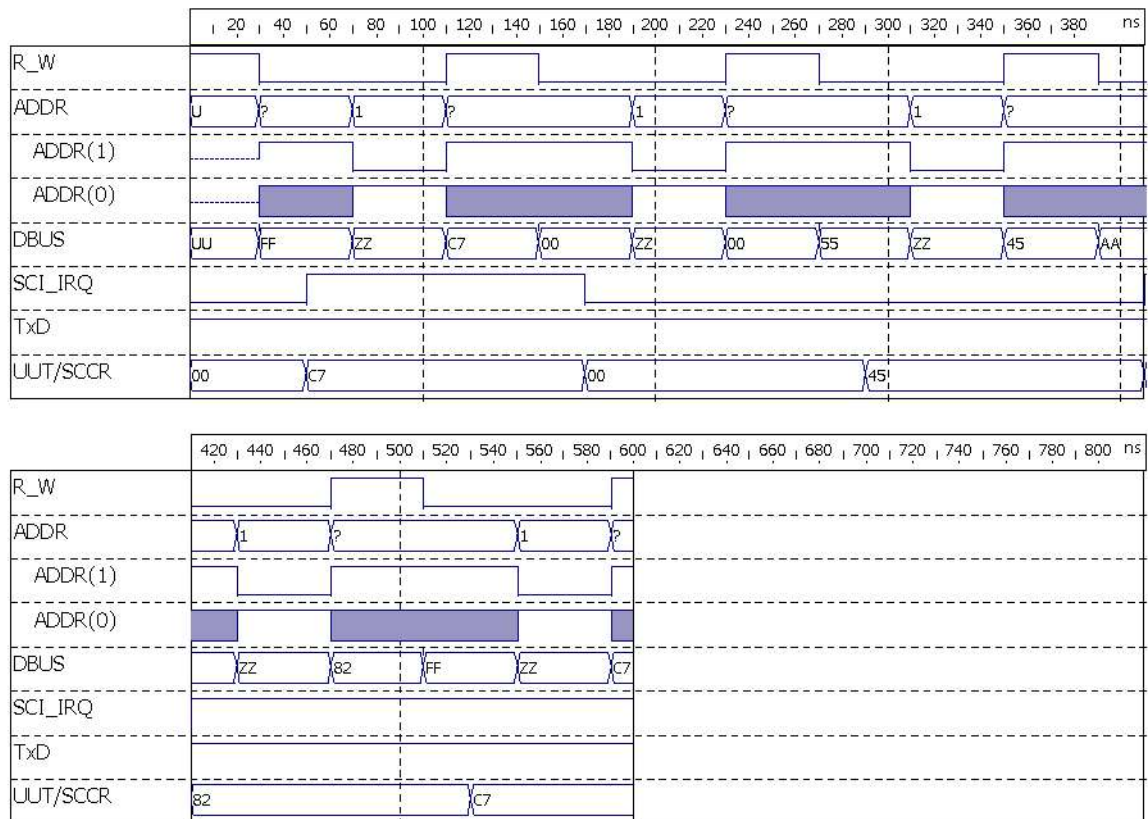 20 40 60 80 100 120 140 160 180 200 220 240 260 280 300 320 340 360 380 ns
R_W
ADDR U ? 1 ? 1 ? 1 ?
ADDR(1)
ADDR(0)
DBUS UU FF ZZ C7 00 ZZ 00 55 ZZ 45 AA
SCI_IRQ
TxD
UUT/SCCR 00 C7 00 45
420 440 460 480 500 520 540 560 580 600 620 640 660 680 700 720 740 760 780 800 ns
R_W
ADDR 1 ? 1 ?
ADDR(1)
ADDR(0)
DBUS ZZ 82 FF ZZ C7
SCI_IRQ
TxD
UUT/SCCR 82 C7